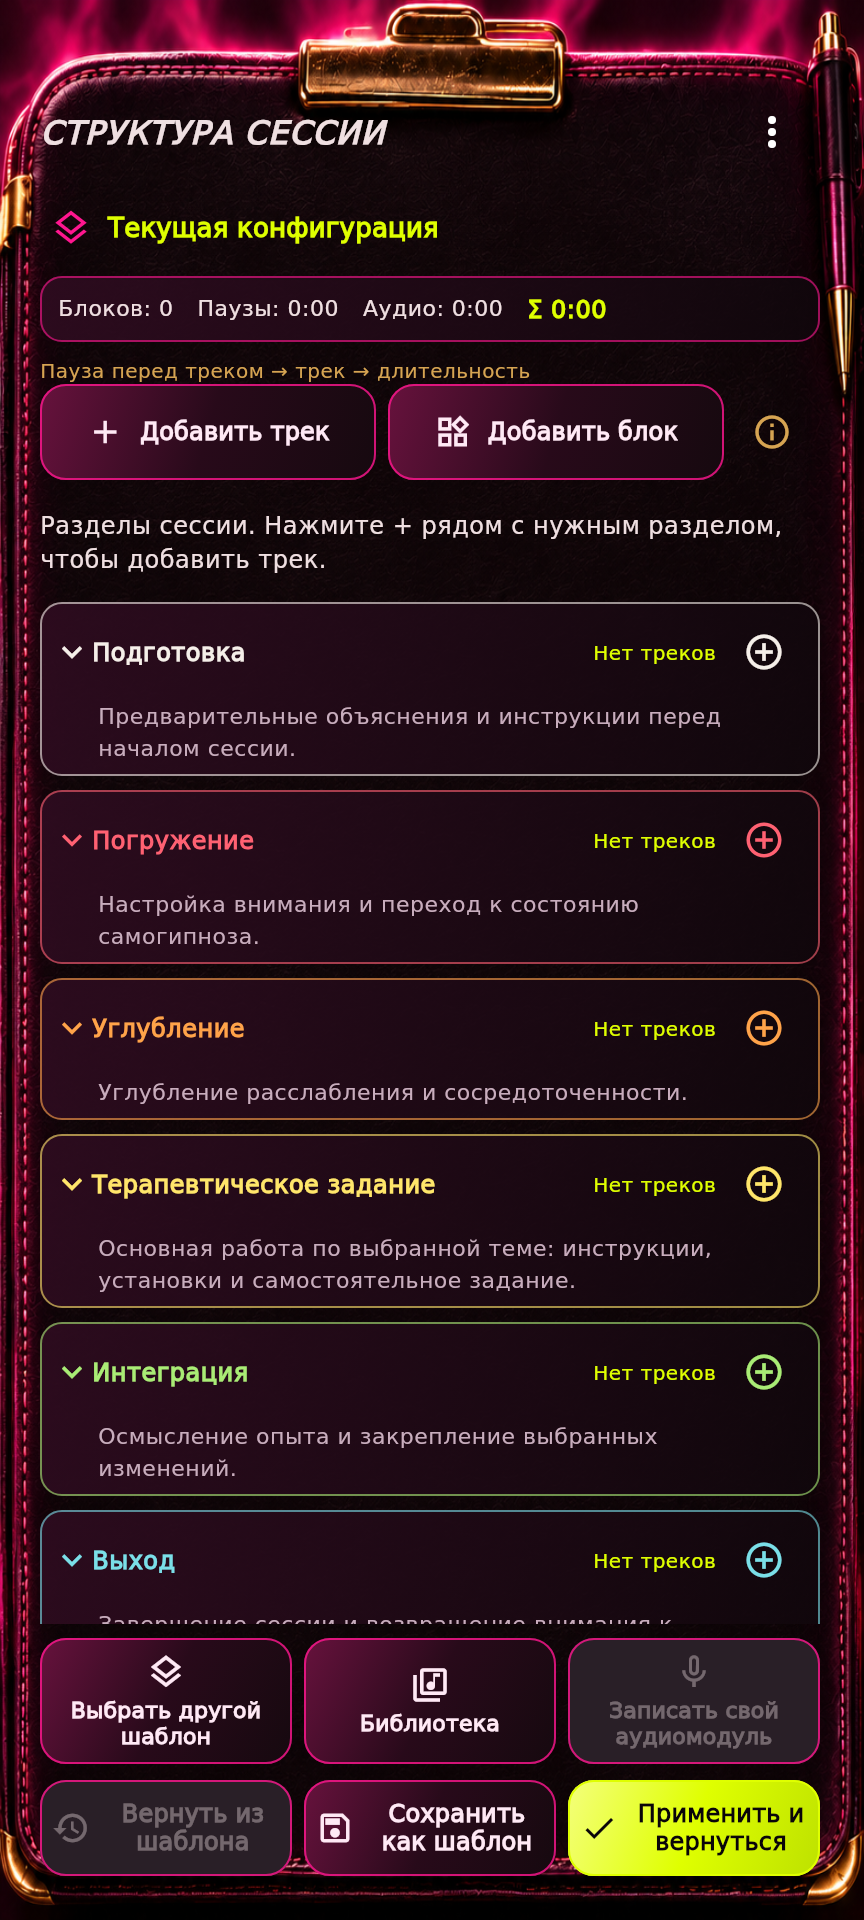 СТРУКТУРА СЕССИИ
Текущая конфигурация
Блоков: 0 Паузы: 0:00 Аудио: 0:00 Σ 0:00
Пауза перед треком → трек → длительность
Добавить трек
Добавить блок
Разделы сессии. Нажмите + рядом с нужным разделом,
чтобы добавить трек.
Подготовка
Нет треков
Предварительные объяснения и инструкции перед
началом сессии.
Погружение
Нет треков
Настройка внимания и переход к состоянию
самогипноза.
Углубление
Нет треков
Углубление расслабления и сосредоточенности.
Терапевтическое задание
Нет треков
Основная работа по выбранной теме: инструкции,
установки и самостоятельное задание.
Интеграция
Нет треков
Осмысление опыта и закрепление выбранных
изменений.
Выход
Нет треков
Завершение сессии и возвращение внимания к
Выбрать другой
шаблон
Библиотека
Записать свой
аудиомодуль
Вернуть из
шаблона
Сохранить
как шаблон
Применить и
вернуться